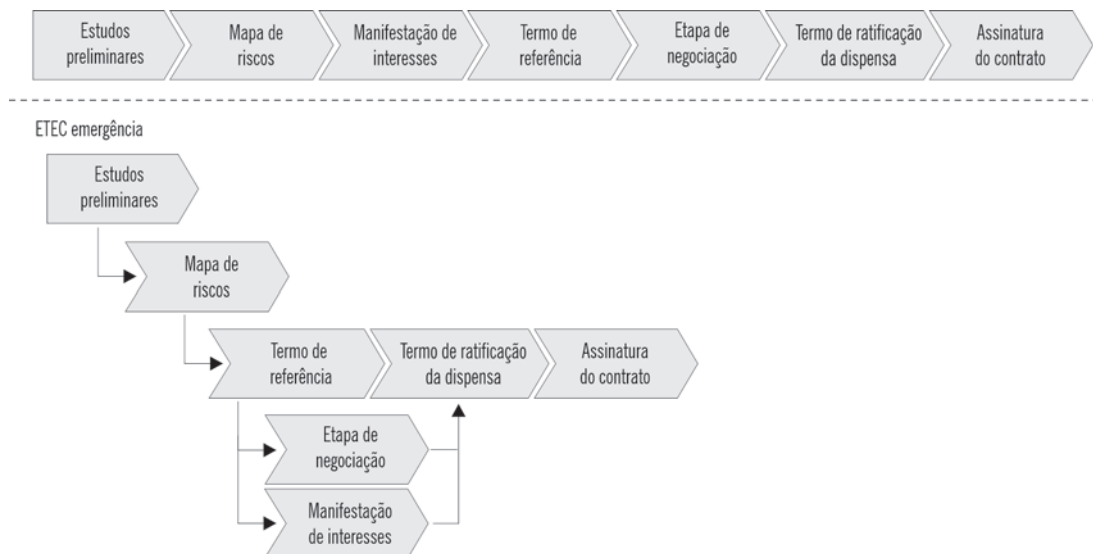 Estudos
preliminares
Mapa de
riscos
Manifestação de
interesses
Termo de
referência
Etapa de
negociação
Termo de ratificação
da dispensa
Assinatura
do contrato
ETEC emergência
Estudos
preliminares
Mapa de
riscos
Termo de
referência
Termo de ratificação
da dispensa
Assinatura
do contrato
Etapa de
negociação
Manifestação
de interesses